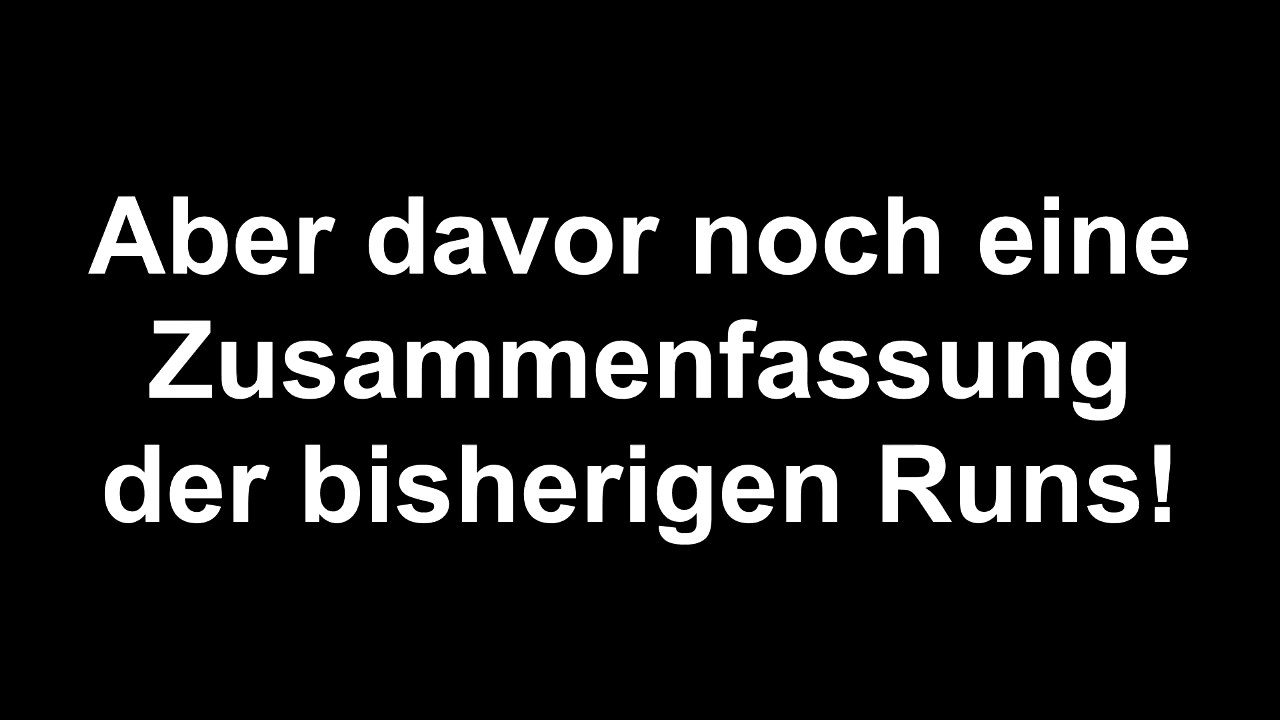 Aber davor noch eine
Zusammenfassung
der bisherigen Runs!